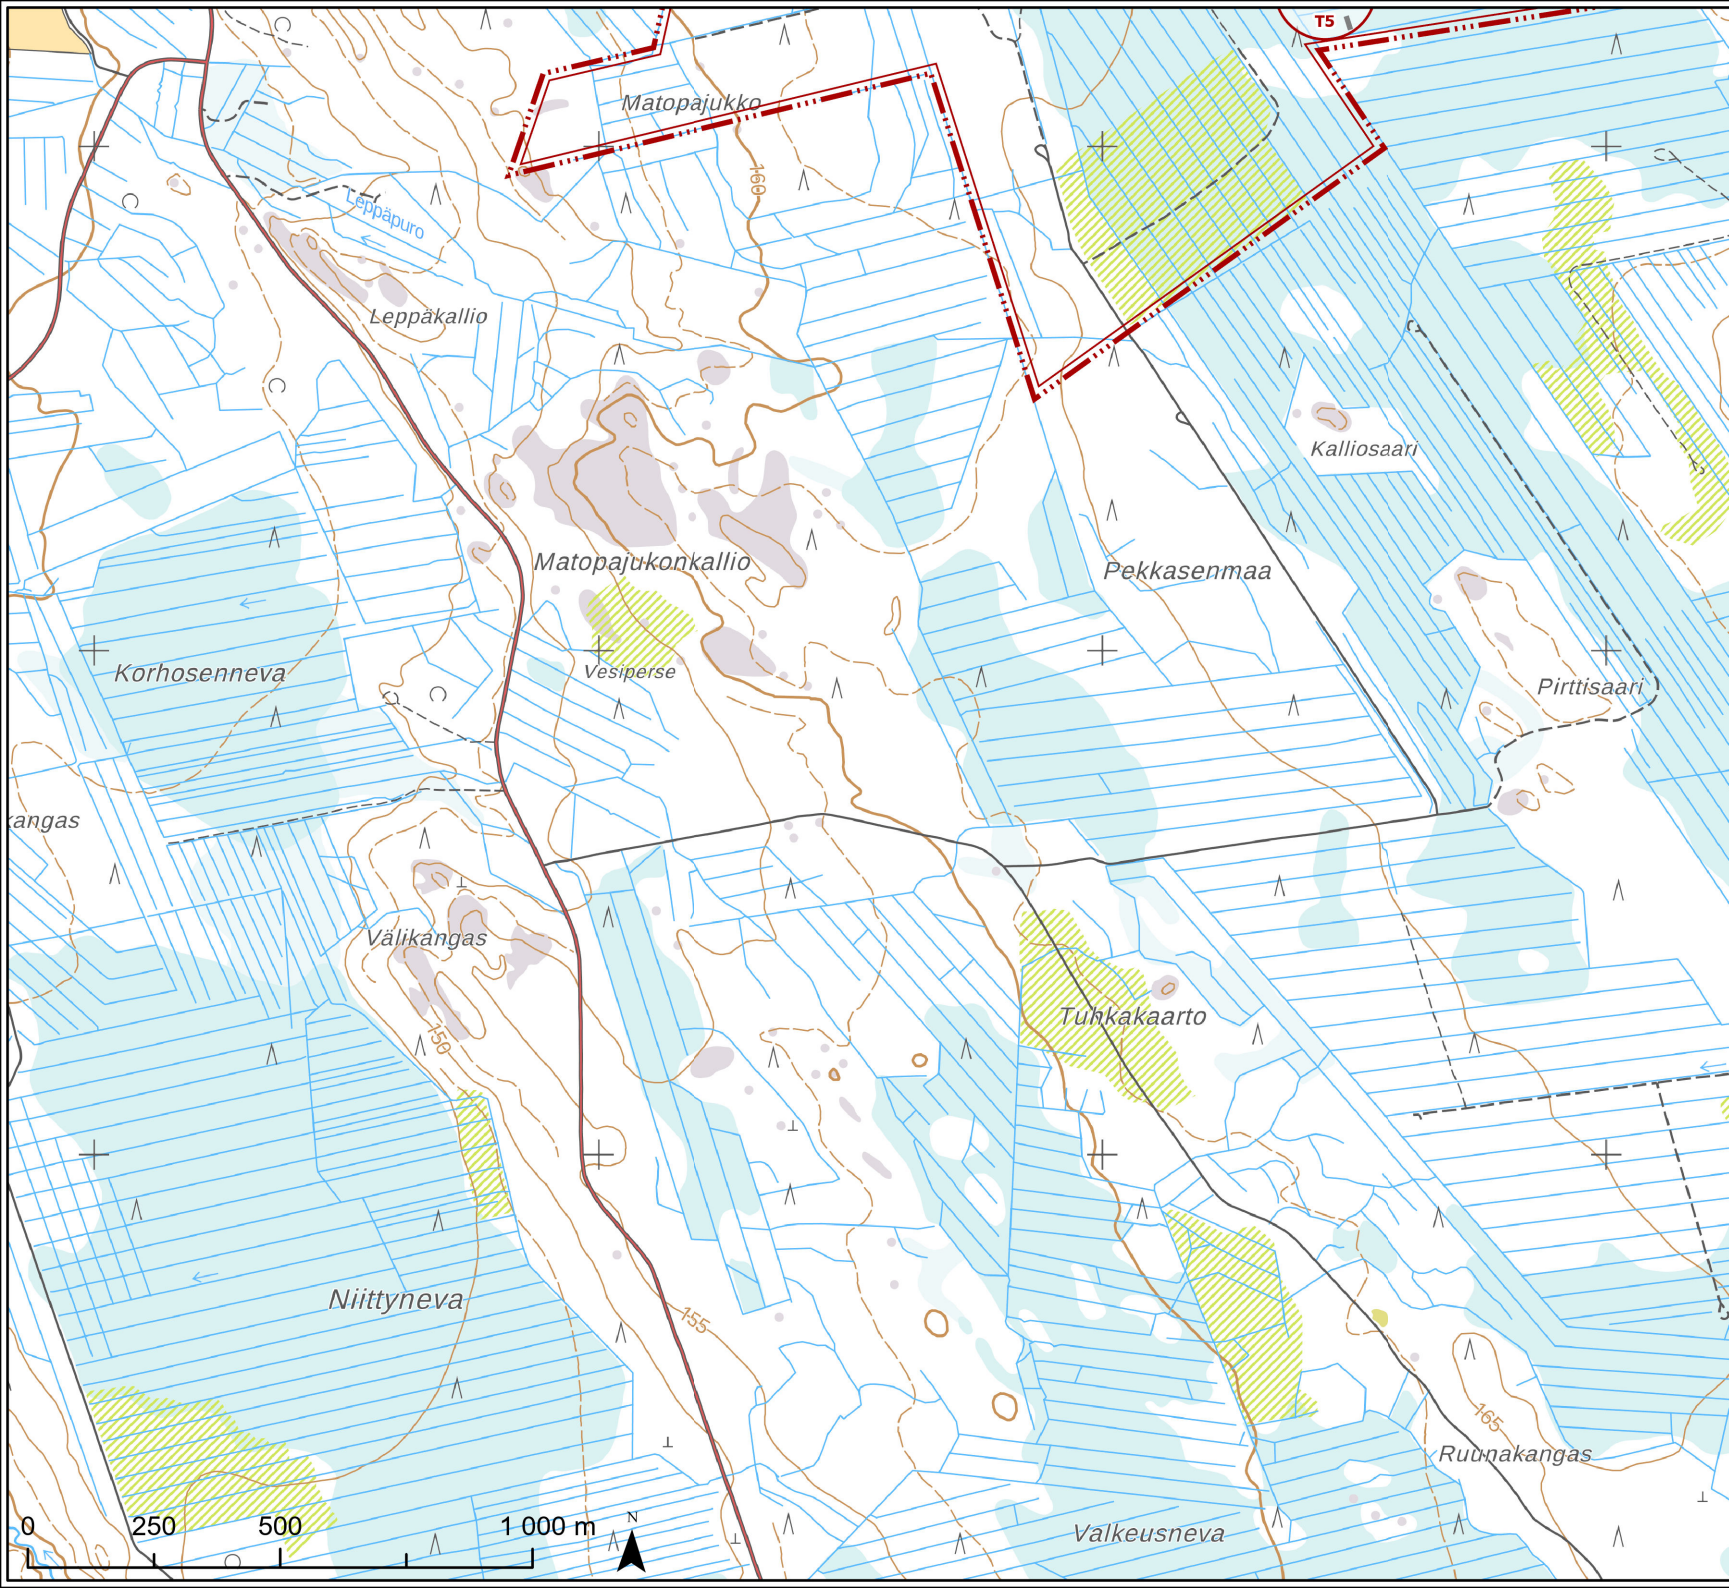 T5
Matopajukko
160
Leppäpuro
Leppäkallio
Kalliosaari
Matopajukonkallio
Pekkasenmaa
Vesiperse
Korhosenneva
Pirttisaari
kangas
Välikangas
Tuhkakaarto
150
Niittyneva
155
165
Ruunakangas
Valkeusneva
0 250 500 1 000 m
N